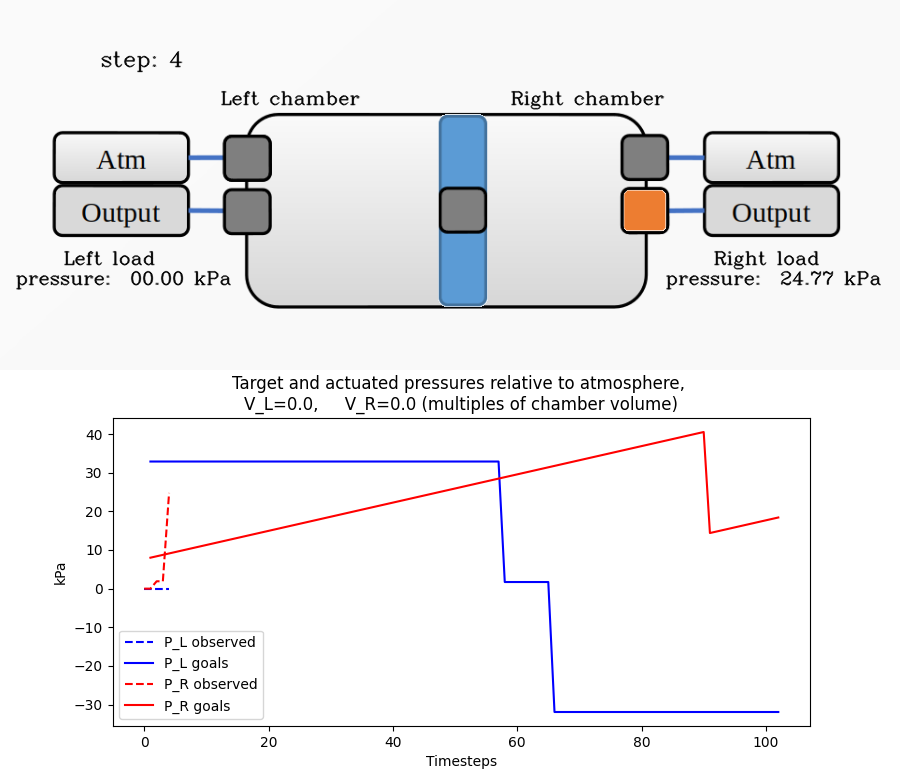 step: 4
Left chamber
Right chamber
Atm
Atm
Output
Output
Left load
pressure: 00.00 kPa
Right load
pressure: 24.77 kPa
Target and actuated pressures relative to atmosphere,
V_L=0.0, V_R=0.0 (multiples of chamber volume)
kPa
40
30
20
10
0
−10
−20
−30
P_L observed
P_L goals
P_R observed
P_R goals
0 20 40 60 80 100
Timesteps